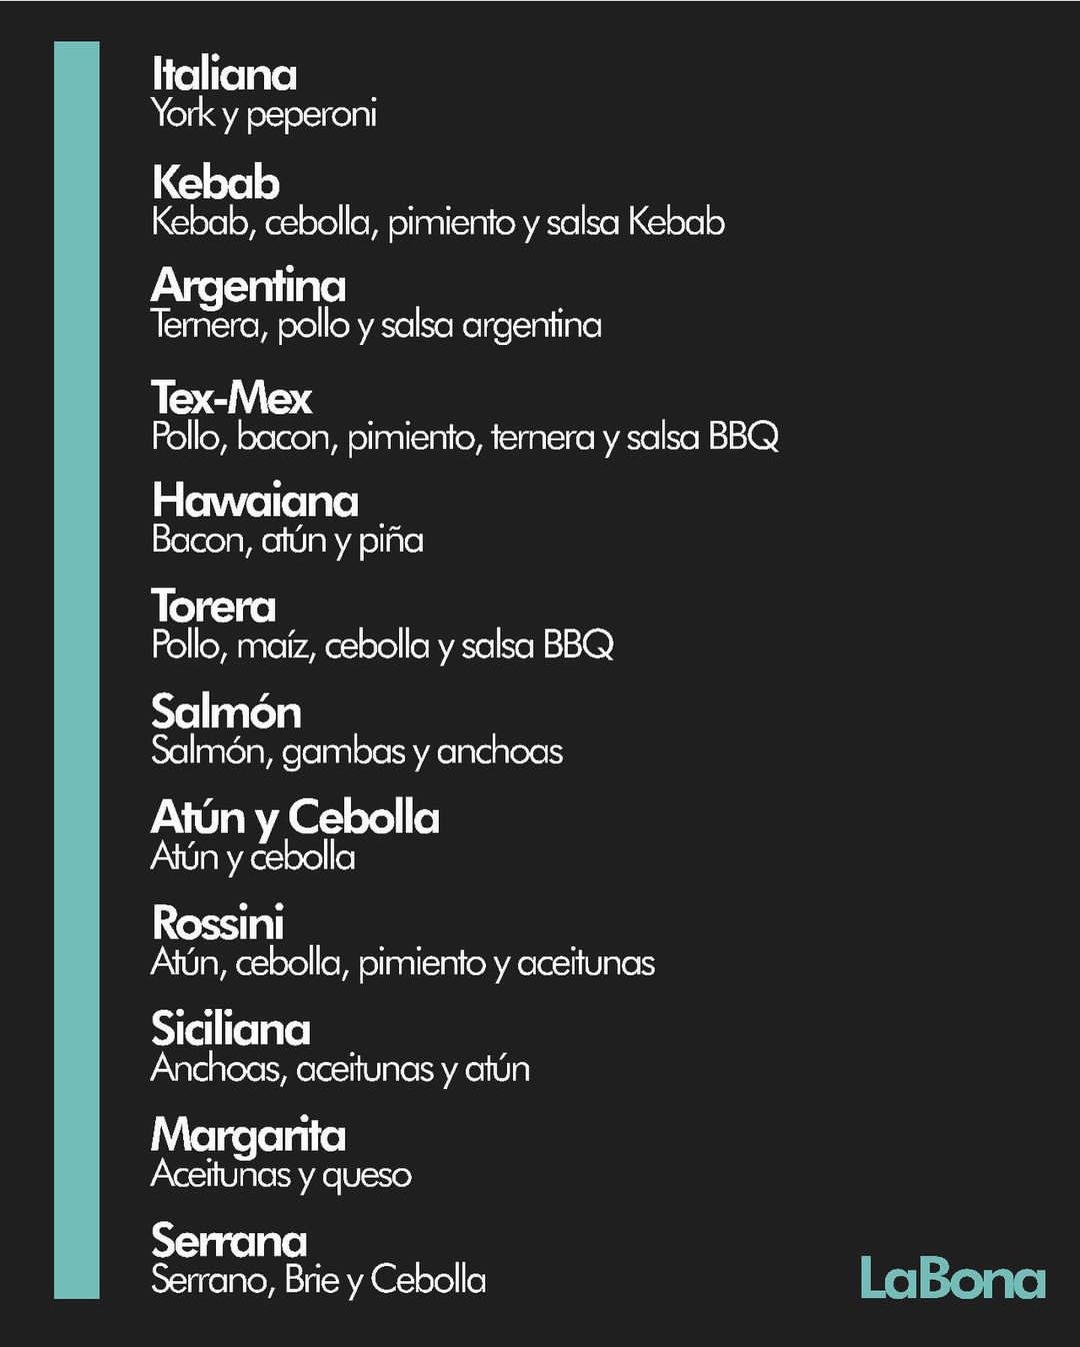 Italiana
York y peperoni
Kebab
Kebab, cebolla, pimiento y salsa Kebab
Argentina
Ternera, pollo y salsa argentina
Tex-Mex
Pollo, bacon, pimiento, ternera y salsa BBQ
Hawaiana
Bacon, atún y piña
Torera
Pollo, maíz, cebolla y salsa BBQ
Salmón
Salmón, gambas y anchoas
Atún y Cebolla
Atún y cebolla
Rossini
Atún, cebolla, pimiento y aceitunas
Siciliana
Anchoas, aceitunas y atún
Margarita
Aceitunas y queso
Serrana
Serrano, Brie y Cebolla
LaBona